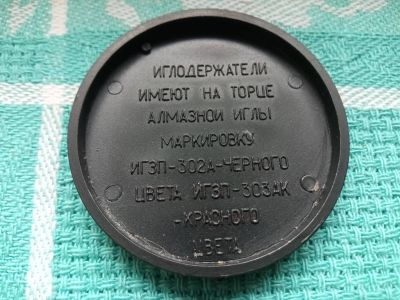 ИГЛОДЕРЖАТЕЛИ
ИМЕЮТ НА ТОРЦЕ
АЛМАЗНОЙ ИГЛЫ
МАРКИРОВКУ
ИГЗП-302А-ЧЕРНОГО
ЦВЕТА ИГЗП-303АК
-КРАСНОГО
ЦВЕТА